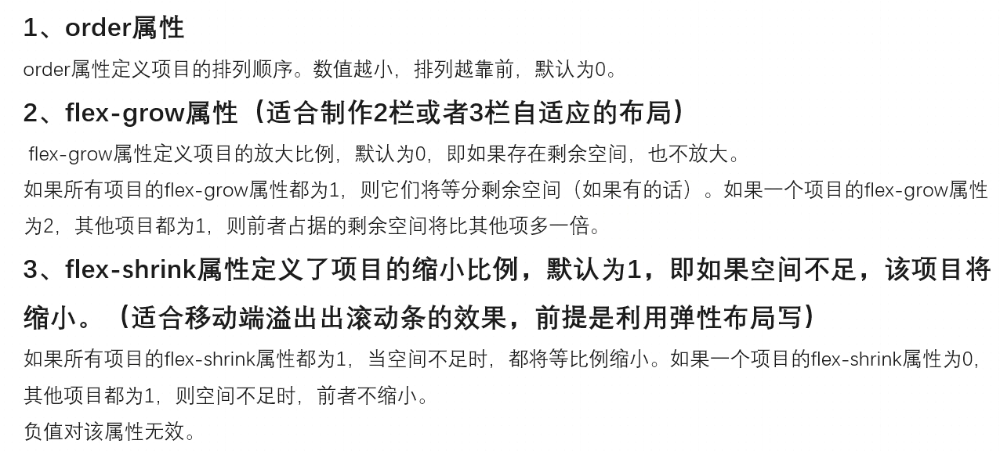 1、order属性
order属性定义项目的排列顺序。数值越小，排列越靠前，默认为0。
2、flex-grow属性（适合制作2栏或者3栏自适应的布局）
flex-grow属性定义项目的放大比例，默认为0，即如果存在剩余空间，也不放大。
如果所有项目的flex-grow属性都为1，则它们将等分剩余空间（如果有的话）。如果一个项目的flex-grow属性
为2，其他项目都为1，则前者占据的剩余空间将比其他项多一倍。
3、flex-shrink属性定义了项目的缩小比例，默认为1，即如果空间不足，该项目将
缩小。（适合移动端溢出出滚动条的效果，前提是利用弹性布局写）
如果所有项目的flex-shrink属性都为1，当空间不足时，都将等比例缩小。如果一个项目的flex-shrink属性为0，
其他项目都为1，则空间不足时，前者不缩小。
负值对该属性无效。